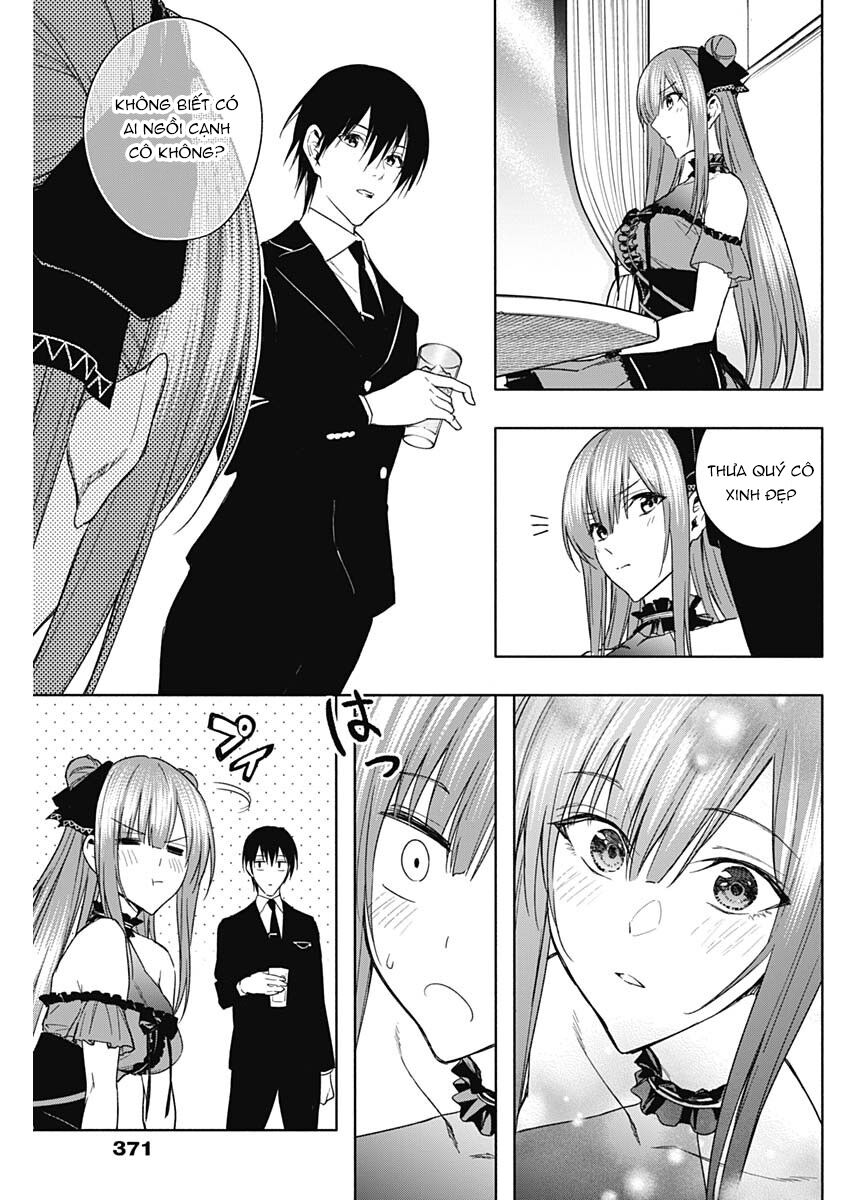 THƯA QUÝ CÔ
XINH ĐẸP
KHÔNG BIẾT CÓ
AI NGỒI CẠNH
CÔ KHÔNG?
はっ
プイ
371